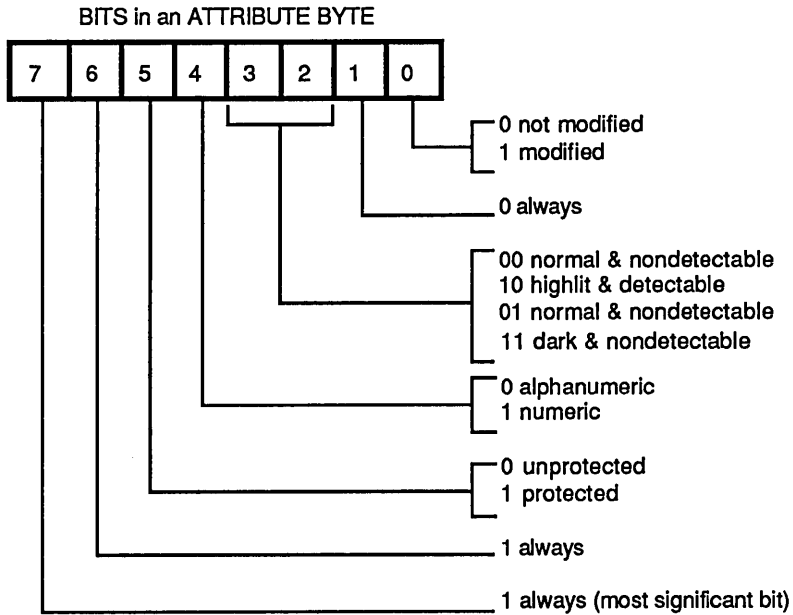 BITS in an ATTRIBUTE BYTE
7 6 5 4 3 2 1 0
0 not modified
1 modified
0 always
00 normal & nondetectable
10 highlit & detectable
01 normal & nondetectable
11 dark & nondetectable
0 alphanumeric
1 numeric
0 unprotected
1 protected
1 always
1 always (most significant bit)